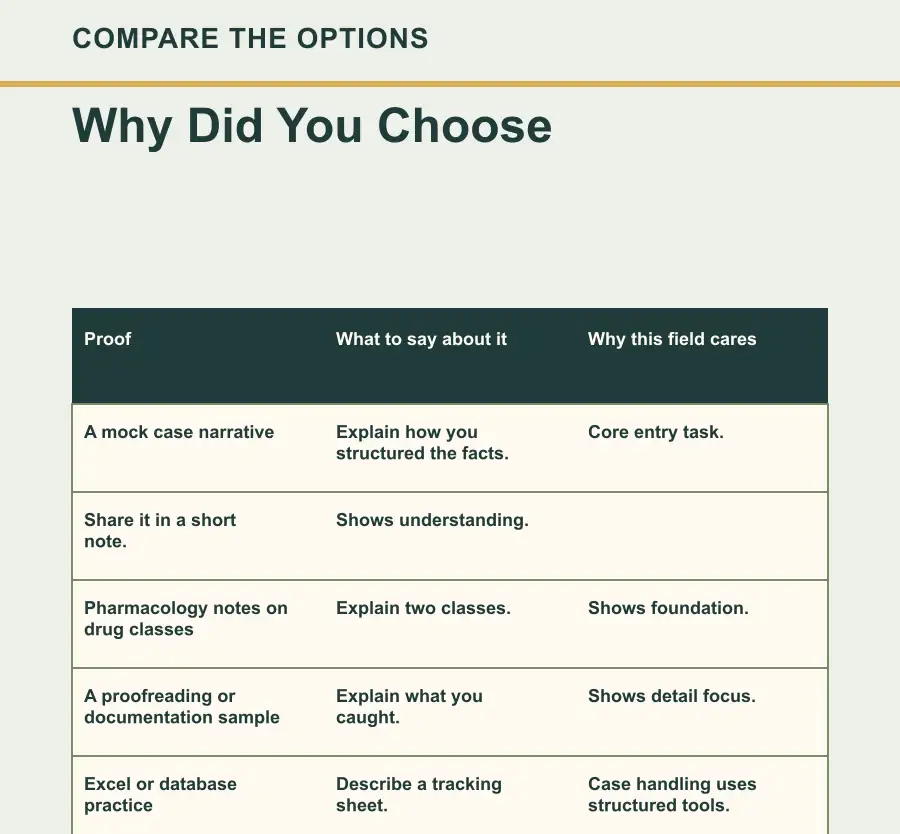 COMPARE THE OPTIONS
Why Did You Choose
Proof What to say about it Why this field cares
A mock case narrative Explain how you structured the facts. Core entry task.
Share it in a short note. Shows understanding.
Pharmacology notes on drug classes Explain two classes. Shows foundation.
A proofreading or documentation sample Explain what you caught. Shows detail focus.
Excel or database practice Describe a tracking sheet. Case handling uses structured tools.